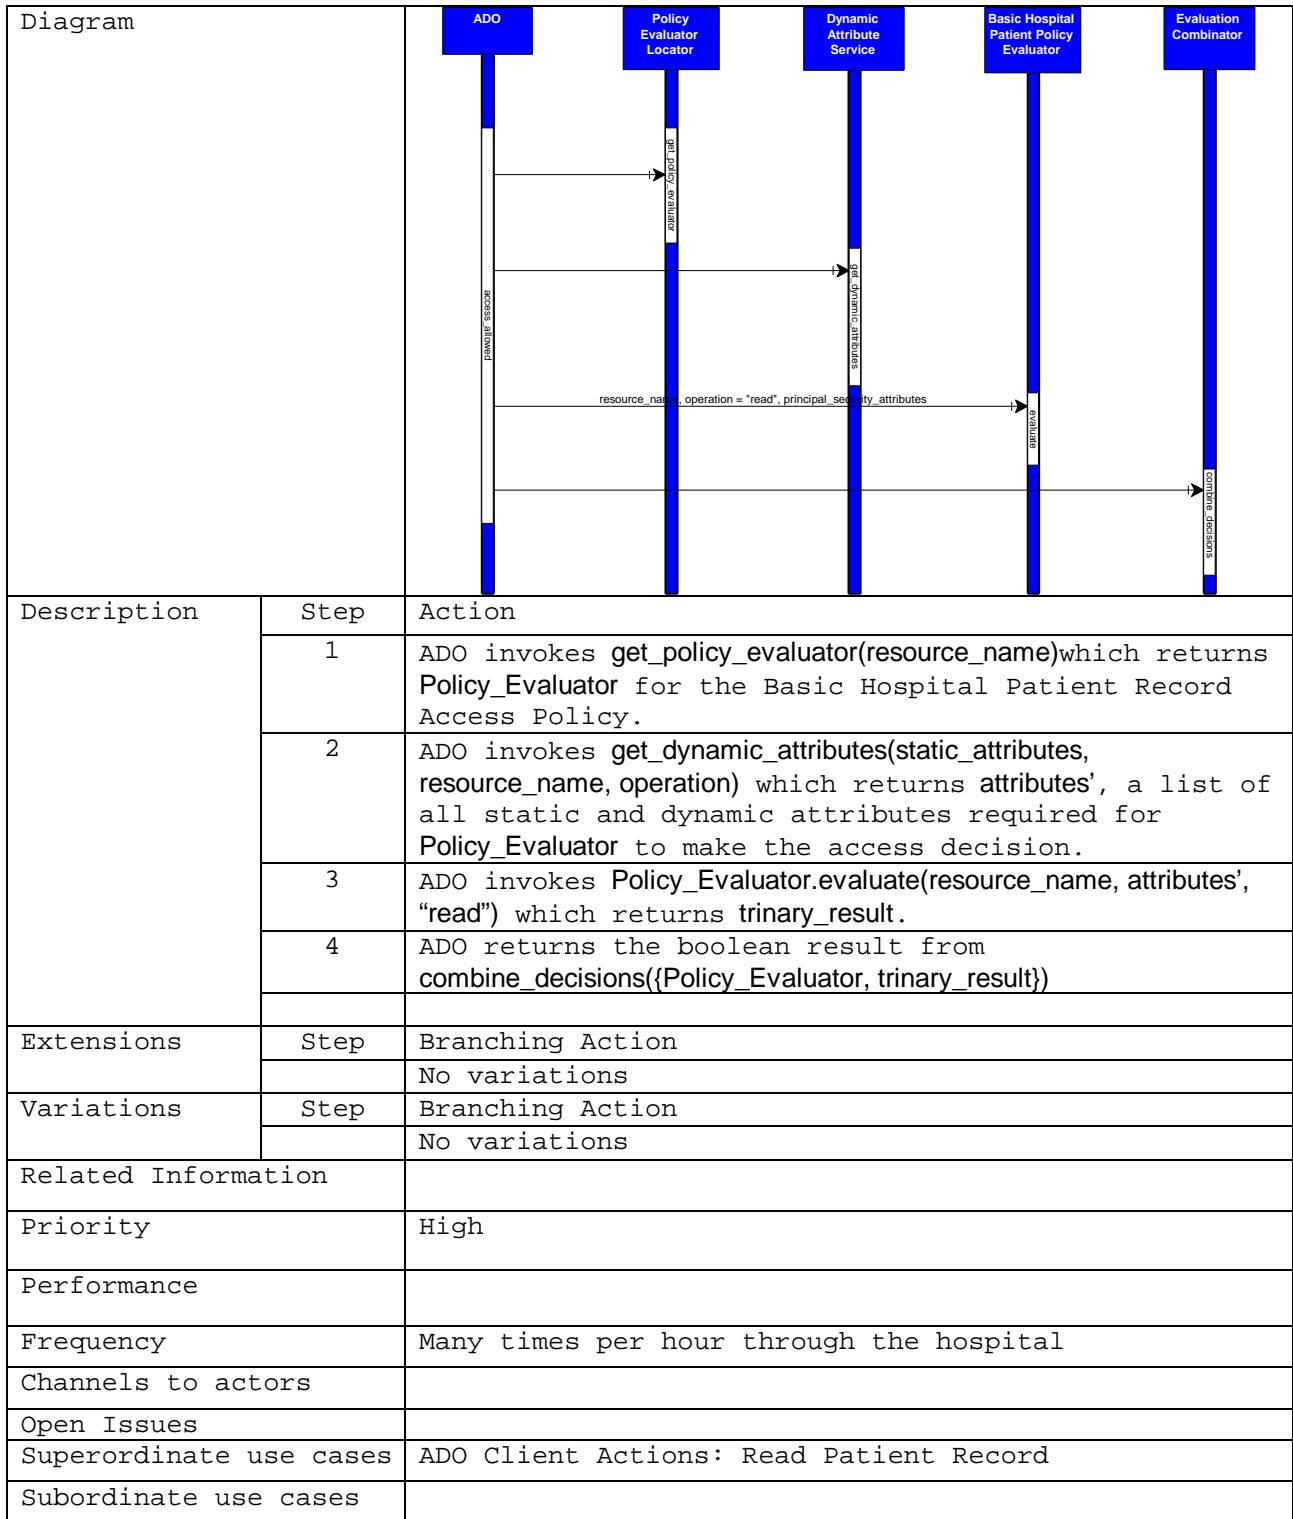 Diagram
ADO
Policy
Evaluator
Locator
Dynamic
Attribute
Service
Basic Hospital
Patient Policy
Evaluator
Evaluation
Combinator
get_policy_evaluator
get_dynamic_attributes
access_allowed
resource_name, operation = "read", principal_security_attributes
evaluate
combine_decisions
Description
Step
Action
1
ADO invokes get_policy_evaluator(resource_name)which returns
Policy_Evaluator for the Basic Hospital Patient Record
Access Policy.
2
ADO invokes get_dynamic_attributes(static_attributes,
resource_name, operation) which returns attributes’, a list of
all static and dynamic attributes required for
Policy_Evaluator to make the access decision.
3
ADO invokes Policy_Evaluator.evaluate(resource_name, attributes’,
“read”) which returns trinary_result.
4
ADO returns the boolean result from
combine_decisions({Policy_Evaluator, trinary_result})
Extensions
Step
Branching Action
No variations
Variations
Step
Branching Action
No variations
Related Information
Priority
High
Performance
Frequency
Many times per hour through the hospital
Channels to actors
Open Issues
Superordinate use cases
ADO Client Actions: Read Patient Record
Subordinate use cases